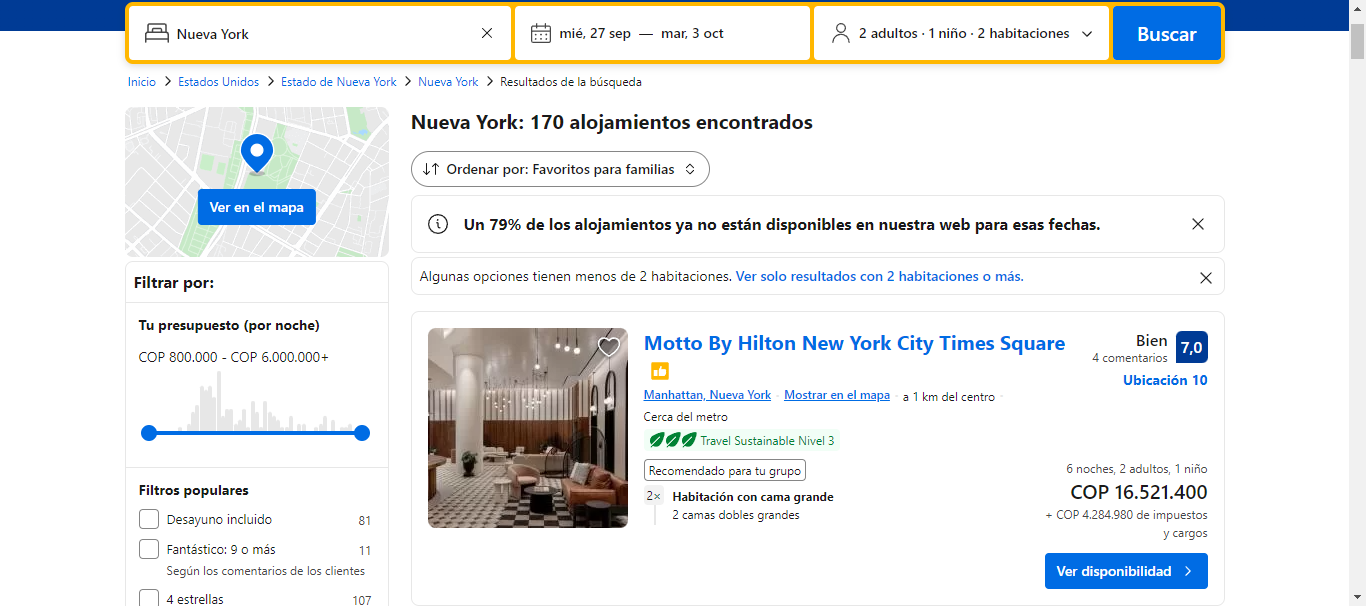 Nueva York
mié, 27 sep — mar, 3 oct
2 adultos · 1 niño · 2 habitaciones
Buscar
Inicio > Estados Unidos > Estado de Nueva York > Nueva York > Resultados de la búsqueda
Ver en el mapa
Filtrar por:
Tu presupuesto (por noche)
COP 800.000 - COP 6.000.000+
Filtros populares
Desayuno incluido 81
Fantástico: 9 o más 11
Según los comentarios de los clientes
4 estrellas 107
Nueva York: 170 alojamientos encontrados
Ordenar por: Favoritos para familias
Un 79% de los alojamientos ya no están disponibles en nuestra web para esas fechas.
Algunas opciones tienen menos de 2 habitaciones. Ver solo resultados con 2 habitaciones o más.
Motto By Hilton New York City Times Square
Manhattan, Nueva York · Mostrar en el mapa · a 1 km del centro ·
Cerca del metro
Travel Sustainable Nivel 3
Recomendado para tu grupo
2× Habitación con cama grande
2 camas dobles grandes
Bien 7,0
4 comentarios
Ubicación 10
6 noches, 2 adultos, 1 niño
COP 16.521.400
+ COP 4.284.980 de impuestos
y cargos
Ver disponibilidad